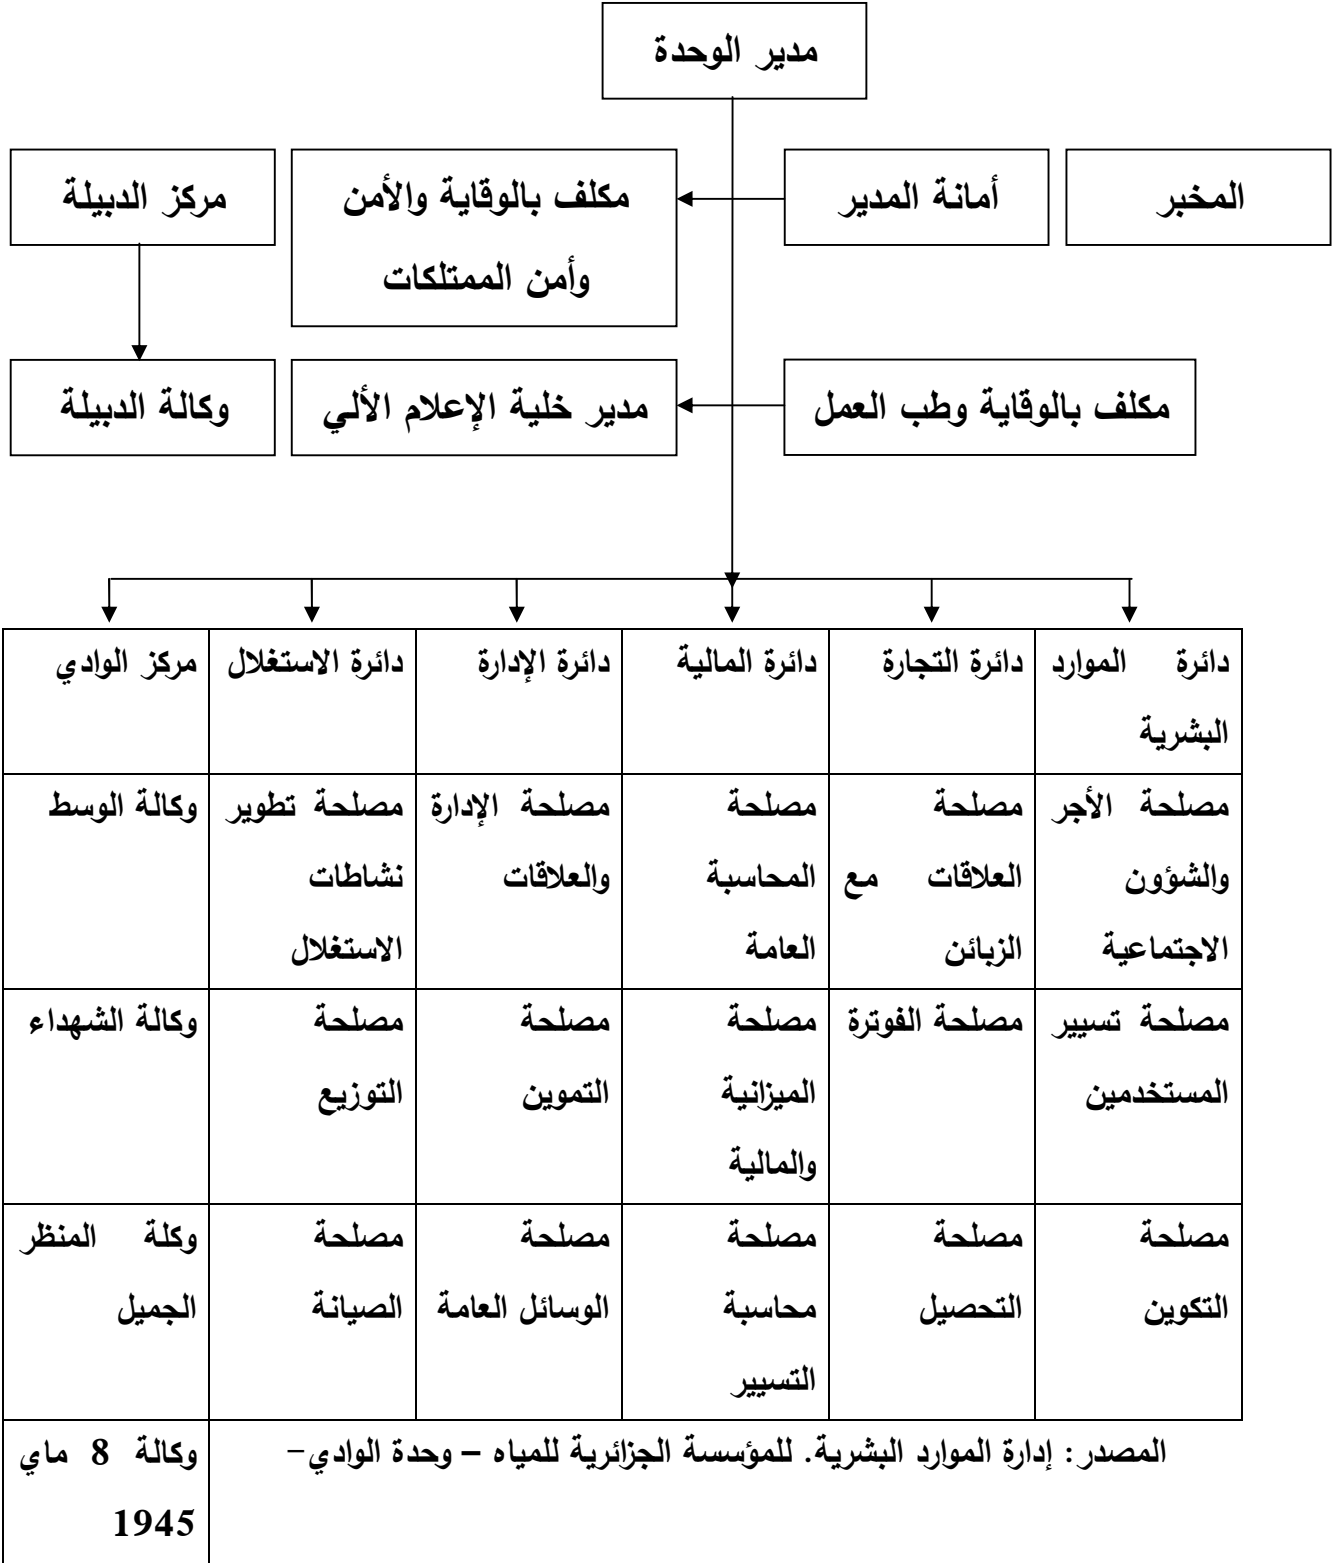 مدير الوحدة
المخبر
أمانة المدير
مكلف بالوقاية والأمن
وأمن الممتلكات
مركز الدبيلة
مكلف بالوقاية وطب العمل
مدير خلية الإعلام الألي
وكالة الدبيلة
دائرة الموارد
البشرية
دائرة التجارة
دائرة المالية
دائرة الإدارة
دائرة الاستغلال
مركز الوادي
مصلحة الأجر
والشؤون
الاجتماعية
مصلحة
العلاقات مع
الزبائن
مصلحة
المحاسبة
العامة
مصلحة الإدارة
والعلاقات
مصلحة تطوير
نشاطات
الاستغلال
وكالة الوسط
مصلحة تسيير
المستخدمين
مصلحة الفوترة
مصلحة
الميزانية
والمالية
مصلحة
التموين
مصلحة
التوزيع
وكالة الشهداء
مصلحة
التكوين
مصلحة
التحصيل
مصلحة
محاسبة
التسيير
مصلحة
الوسائل العامة
مصلحة
الصيانة
وكلة المنظر
الجميل
المصدر: إدارة الموارد البشرية. للمؤسسة الجزائرية للمياه – وحدة الوادي-
وكالة 8 ماي
1945